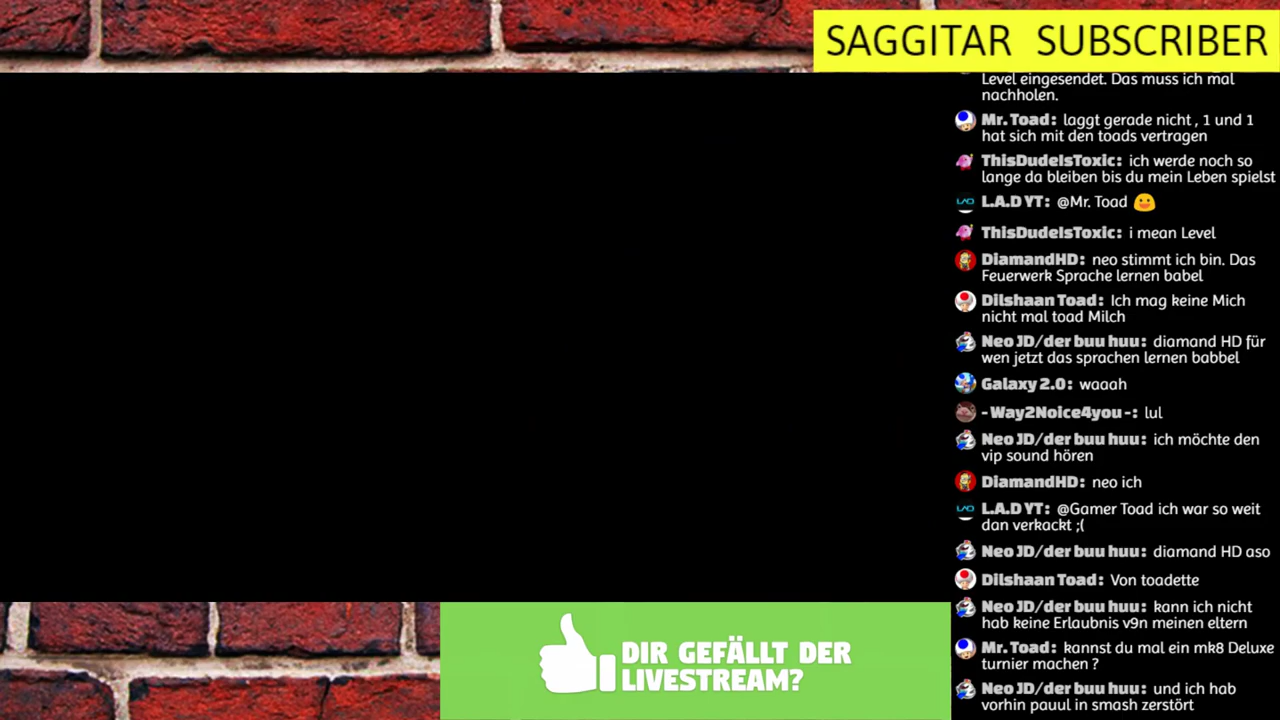 SAGGITAR SUBSCRIBER
Level eingesendet. Das muss ich mal
nachholen.
Mr. Toad: laggt gerade nicht , 1 und 1
hat sich mit den toads vertragen
ThisDudeIsToxic: ich werde noch so
lange da bleiben bis du mein Leben spielst
L.A.D YT: @Mr. Toad 😃
ThisDudeIsToxic: i mean Level
DiamandHD: neo stimmt ich bin. Das
Feuerwerk Sprache lernen babel
Dilshaan Toad: Ich mag keine Mich
nicht mal toad Milch
Neo JD/der buu huu: diamand HD für
wen jetzt das sprachen lernen babbel
Galaxy 2.0: waaah
- Way2Noice4you -: lul
Neo JD/der buu huu: ich möchte den
vip sound hören
DiamandHD: neo ich
L.A.D YT: @Gamer Toad ich war so weit
dan verkackt ;(
Neo JD/der buu huu: diamand HD aso
Dilshaan Toad: Von toadette
Neo JD/der buu huu: kann ich nicht
hab keine Erlaubnis v9n meinen eltern
Mr. Toad: kannst du mal ein mk8 Deluxe
turnier machen ?
Neo JD/der buu huu: und ich hab
vorhin pauul in smash zerstört
DIR GEFÄLLT DER
LIVESTREAM?